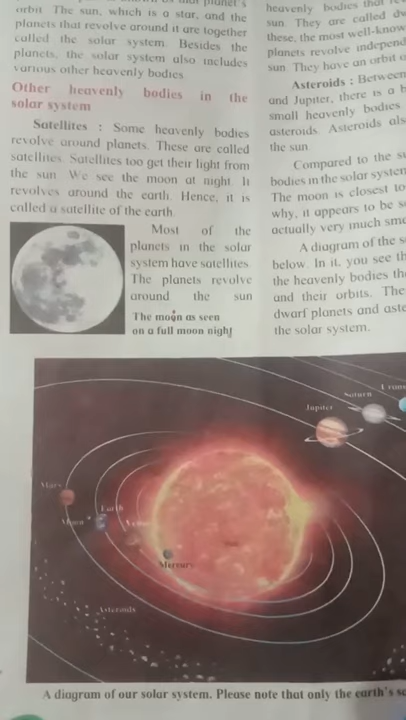 orbit. The sun, which is a star, and the
planets that revolve around it are together
called the solar system. Besides the
planets, the solar system also includes
various other heavenly bodies.
Other heavenly bodies in the
solar system
Satellites : Some heavenly bodies
revolve around planets. These are called
satellites. Satellites too get their light from
the sun. We see the moon at night. It
revolves around the earth. Hence, it is
called a satellite of the earth.
Most of the
planets in the solar
system have satellites.
The planets revolve
around the sun
The moon as seen
on a full moon night
heavenly bodies that
sun. They are called
these, the most well-know
planets revolve independ
sun. They have an orbit
Asteroids : Between
and Jupiter, there is a
small heavenly bodies
asteroids. Asteroids als
the sun.
Compared to the
bodies in the solar system
The moon is closest to
why, it appears to be
actually very much
A diagram of the
below. In it, you see
the heavenly bodies
and their orbits. The
dwarf planets and
the solar system.
Saturn
Jupiter
Mars
Earth
Moon
Venus
Mercury
Asteroids
A diagram of our solar system. Please note that only the earth's